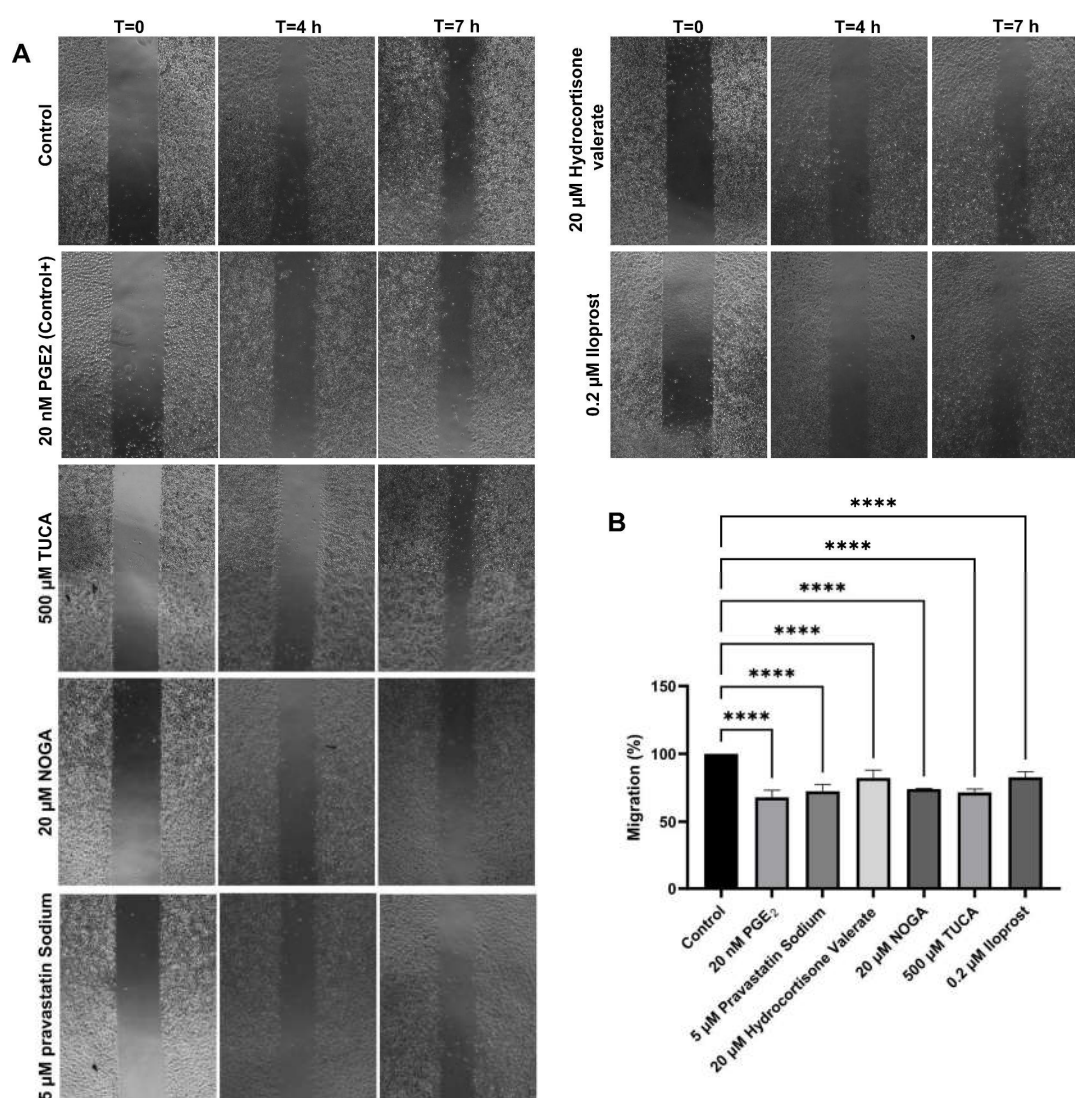 A
T=0
T=4 h
T=7 h
Control
20 nM PGE2 (Control+)
500 µM TUCA
20 µM NOGA
5 µM pravastatin Sodium
T=0
T=4 h
T=7 h
20 µM Hydrocortisone
valerate
0.2 µM Iloprost
B
****
****
****
****
****
****
Migration (%)
150
100
50
0
Control
20 nM PGE₂
5 µM Pravastatin Sodium
20 µM Hydrocortisone Valerate
20 µM NOGA
500 µM TUCA
0.2 µM Iloprost